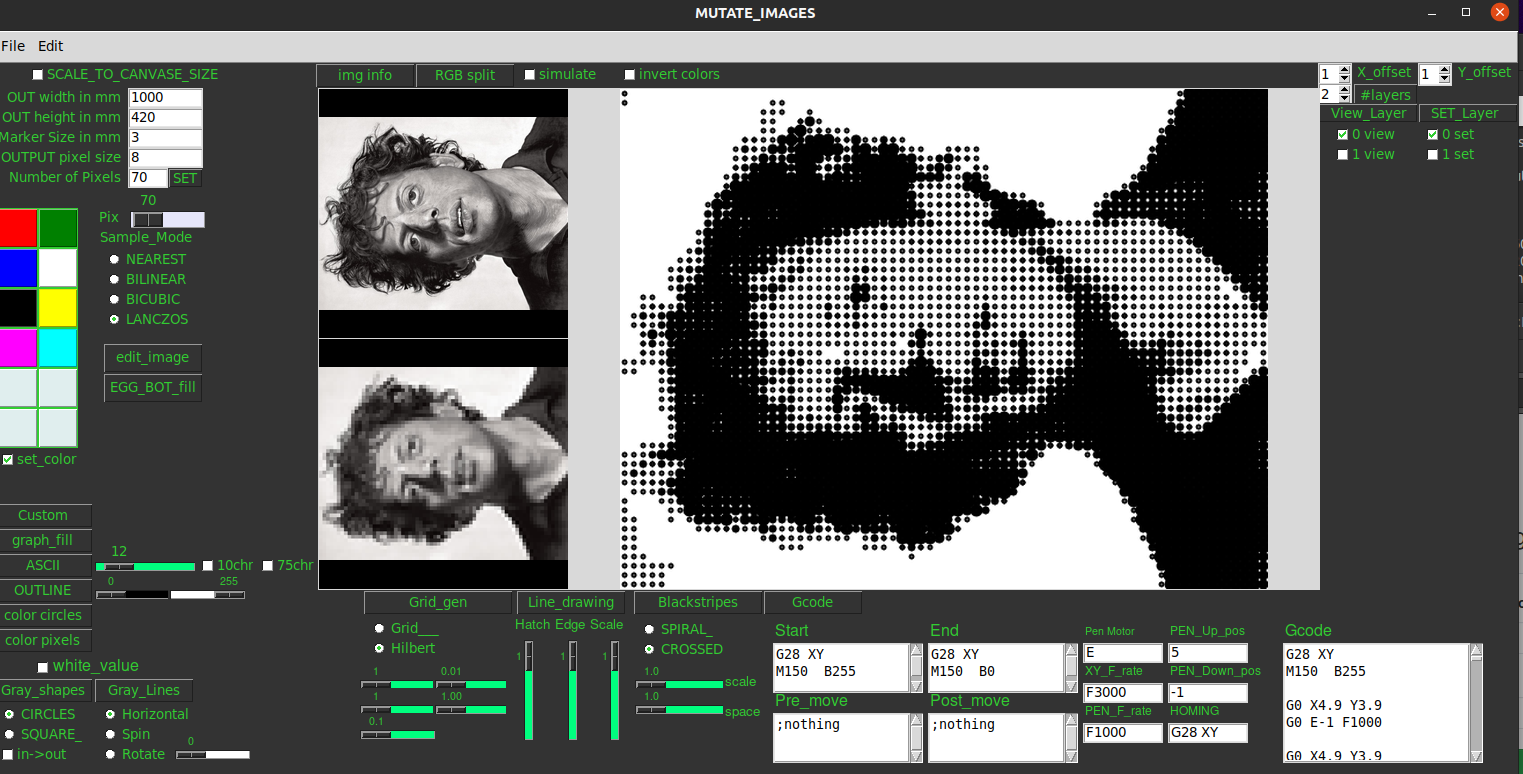 MUTATE_IMAGES
File Edit
SCALE_TO_CANVASE_SIZE
OUT width in mm 1000
OUT height in mm 420
Marker Size in mm 3
OUTPUT pixel size 8
Number of Pixels 70 SET
70
Pix
Sample_Mode
NEAREST
BILINEAR
BICUBIC
LANCZOS
edit_image
EGG_BOT_fill
set_color
Custom
graph_fill
ASCII
OUTLINE
color circles
color pixels
12
10chr 75chr
0 255
white_value
Gray_shapes Gray_Lines
CIRCLES Horizontal
SQUARE_ Spin
in->out Rotate 0
img info RGB split simulate invert colors
1 X_offset 1 Y_offset
2 #layers
View_Layer SET_Layer
0 view 0 set
1 view 1 set
Grid_gen Line_drawing Blackstripes Gcode
Grid___
Hilbert
1 0.01
1 1.00
0.1
Hatch Edge Scale
1 1 1
SPIRAL_
CROSSED
1.0 scale
1.0 space
Start
G28 XY
M150 B255
Pre_move
;nothing
End
G28 XY
M150 B0
Post_move
;nothing
Pen Motor PEN_Up_pos
E 5
XY_F_rate PEN_Down_pos
F3000 -1
PEN_F_rate HOMING
F1000 G28 XY
Gcode
G28 XY
M150 B255
G0 X4.9 Y3.9
G0 E-1 F1000
G0 X4.9 Y3.9